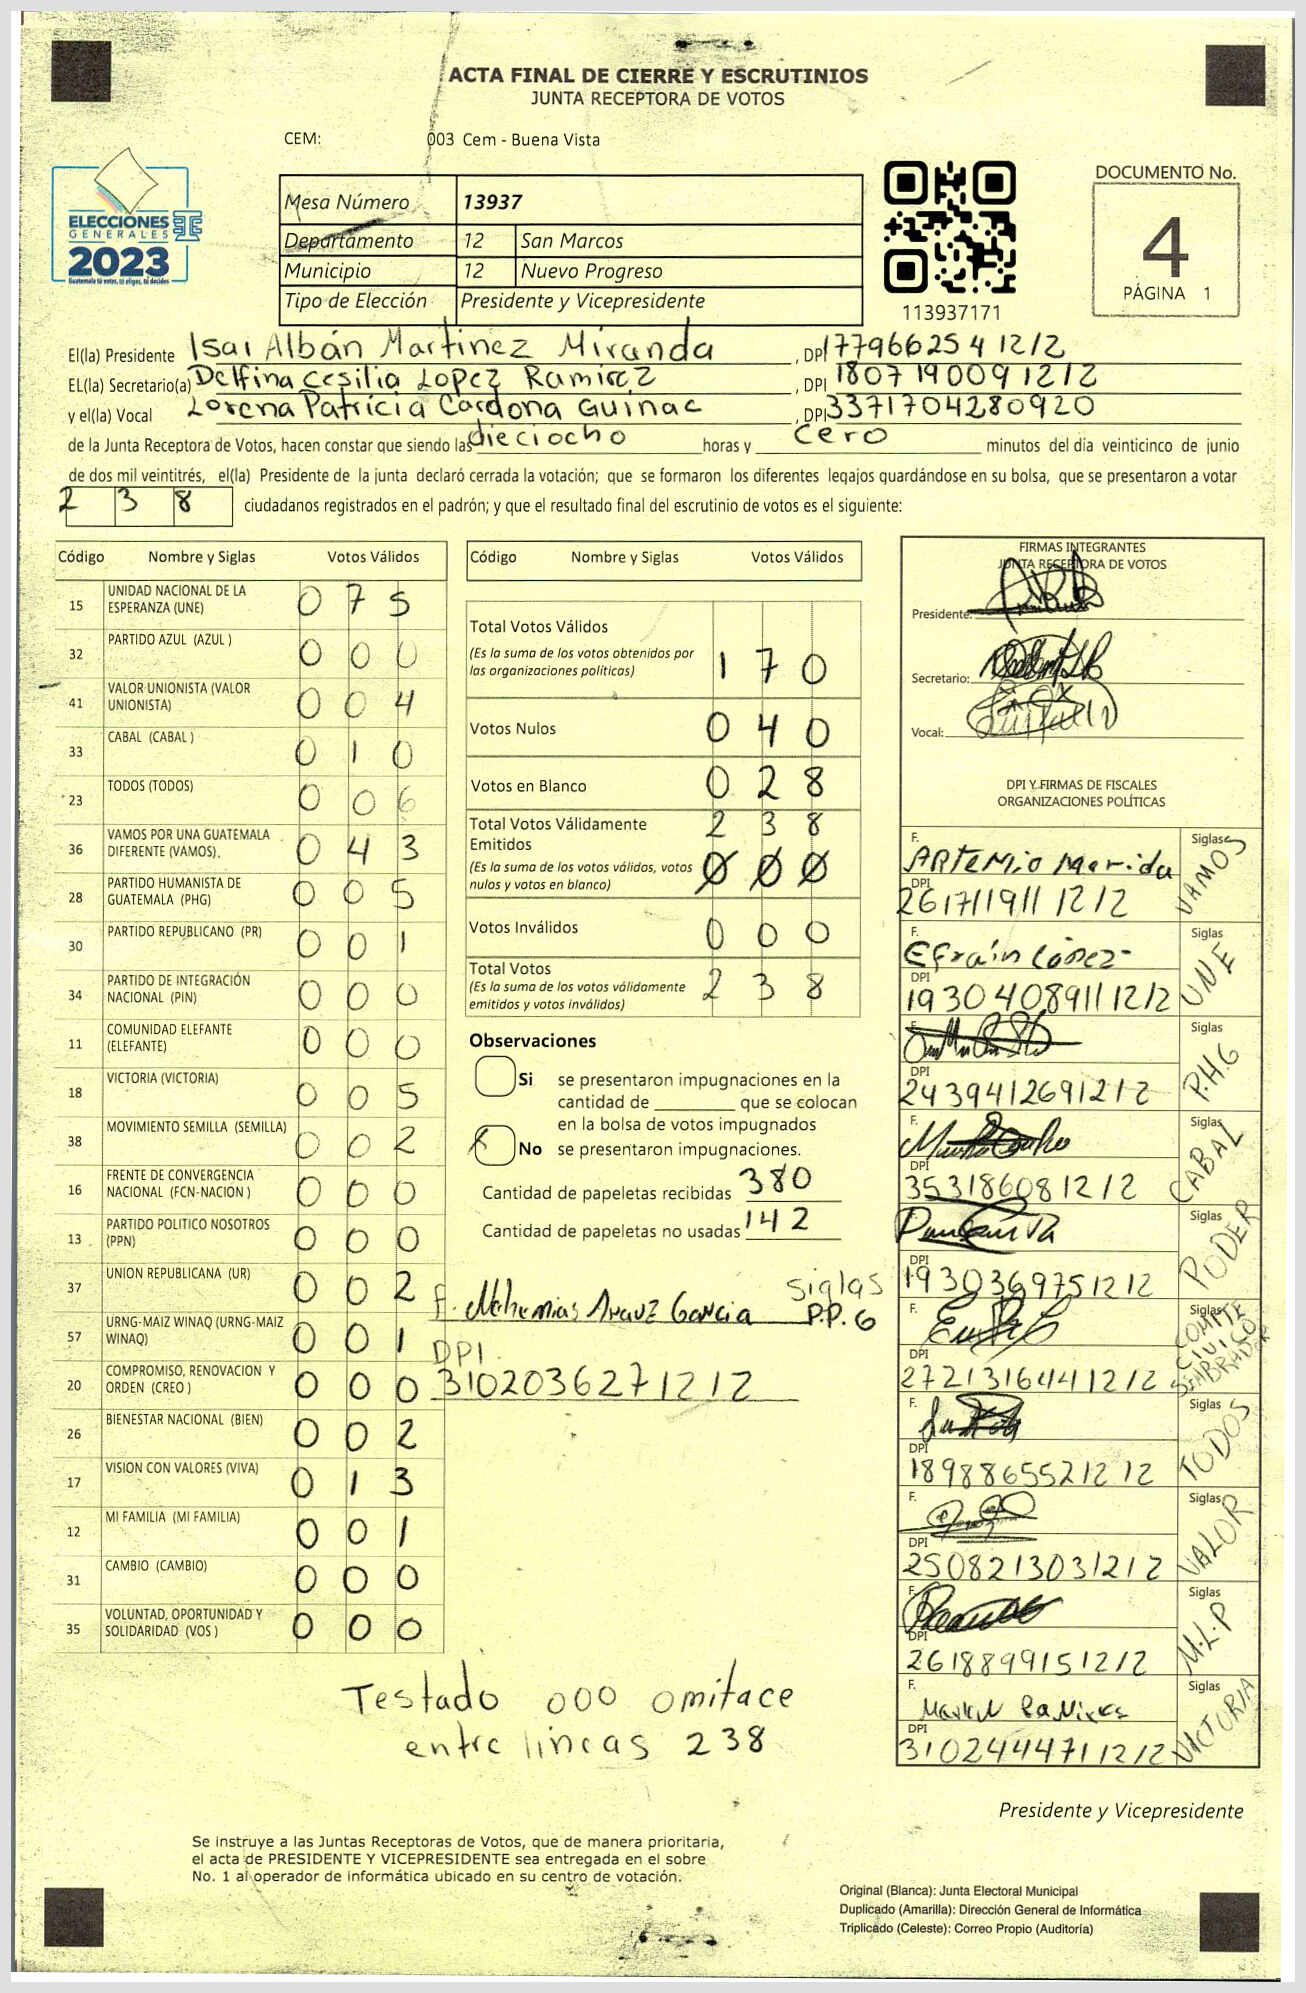 ACTA FINAL DE CIERRE Y ESCRUTINIOS
JUNTA RECEPTORA DE VOTOS
CEM: 003 Cem - Buena Vista
ELECCIONES
GENERALES
2023
Guatemala tú votas, tú eliges, tú decides
Mesa Número 13937
Departamento 12 San Marcos
Municipio 12 Nuevo Progreso
Tipo de Elección Presidente y Vicepresidente
113937171
DOCUMENTO No.
4
PÁGINA 1
El(la) Presidente Isai Albán Martinez Miranda , DPI 1779662541212
EL(la) Secretario(a) Delfina Cesilia Lopez Ramirez , DPI 1807190091212
y el(la) Vocal Lorena Patricia Cardona Guinac , DPI 3371704280920
de la Junta Receptora de Votos, hacen constar que siendo las dieciocho horas y cero minutos del día veinticinco de junio
de dos mil veintitrés, el(la) Presidente de la junta declaró cerrada la votación; que se formaron los diferentes legajos guardándose en su bolsa, que se presentaron a votar
2 3 8 ciudadanos registrados en el padrón; y que el resultado final del escrutinio de votos es el siguiente:
Código Nombre y Siglas Votos Válidos
15 UNIDAD NACIONAL DE LA ESPERANZA (UNE) 0 7 5
32 PARTIDO AZUL (AZUL ) 0 0 0
41 VALOR UNIONISTA (VALOR UNIONISTA) 0 0 4
33 CABAL (CABAL ) 0 1 0
23 TODOS (TODOS) 0 0 6
36 VAMOS POR UNA GUATEMALA DIFERENTE (VAMOS). 0 4 3
28 PARTIDO HUMANISTA DE GUATEMALA (PHG) 0 0 5
30 PARTIDO REPUBLICANO (PR) 0 0 1
34 PARTIDO DE INTEGRACIÓN NACIONAL (PIN) 0 0 0
11 COMUNIDAD ELEFANTE (ELEFANTE) 0 0 0
18 VICTORIA (VICTORIA) 0 0 5
38 MOVIMIENTO SEMILLA (SEMILLA) 0 0 2
16 FRENTE DE CONVERGENCIA NACIONAL (FCN-NACION ) 0 0 0
13 PARTIDO POLITICO NOSOTROS (PPN) 0 0 0
37 UNION REPUBLICANA (UR) 0 0 2
57 URNG-MAIZ WINAQ (URNG-MAIZ WINAQ) 0 0 1
20 COMPROMISO, RENOVACION Y ORDEN (CREO ) 0 0 0
26 BIENESTAR NACIONAL (BIEN) 0 0 2
17 VISION CON VALORES (VIVA) 0 1 3
12 MI FAMILIA (MI FAMILIA) 0 0 1
31 CAMBIO (CAMBIO) 0 0 0
35 VOLUNTAD, OPORTUNIDAD Y SOLIDARIDAD (VOS ) 0 0 0
Código Nombre y Siglas Votos Válidos
Total Votos Válidos
(Es la suma de los votos obtenidos por
las organizaciones políticas) 1 7 0
Votos Nulos 0 4 0
Votos en Blanco 0 2 8
Total Votos Válidamente 2 3 8
Emitidos
(Es la suma de los votos válidos, votos
nulos y votos en blanco) 0 0 0
Votos Inválidos 0 0 0
Total Votos
(Es la suma de los votos válidamente
emitidos y votos inválidos) 2 3 8
Observaciones
Si se presentaron impugnaciones en la
cantidad de ________ que se colocan
en la bolsa de votos impugnados
X No se presentaron impugnaciones.
Cantidad de papeletas recibidas 380
Cantidad de papeletas no usadas 142
F. Nehemias Arauz Garcia Siglas P.P.G
DPI
3102036271212
FIRMAS INTEGRANTES
JUNTA RECEPTORA DE VOTOS
Presidente:
Secretario:
Vocal:
DPI Y FIRMAS DE FISCALES
ORGANIZACIONES POLÍTICAS
F. Artemio Merida Siglas VAMOS
DPI 2617119111212
F. Efraín López Siglas UNE
DPI 19304089111212
F. Siglas P.H.G
DPI 2439412691212
F. Siglas CABAL
DPI 353186081212
F. Siglas PODER
DPI 1930369751212
F. Siglas COMITE CIVICO SEMBRADOR
DPI 2721316441212
F. Siglas TODOS
DPI 1898865521212
F. Siglas VALOR
DPI 2508213031212
F. Siglas M.L.P
DPI 2618899151212
F. Siglas VICTORIA
DPI 3102444711212
Testado 000 omitace
entre lineas 238
Presidente y Vicepresidente
Se instruye a las Juntas Receptoras de Votos, que de manera prioritaria,
el acta de PRESIDENTE Y VICEPRESIDENTE sea entregada en el sobre
No. 1 al operador de informática ubicado en su centro de votación.
Original (Blanca): Junta Electoral Municipal
Duplicado (Amarilla): Dirección General de Informática
Triplicado (Celeste): Correo Propio (Auditoría)